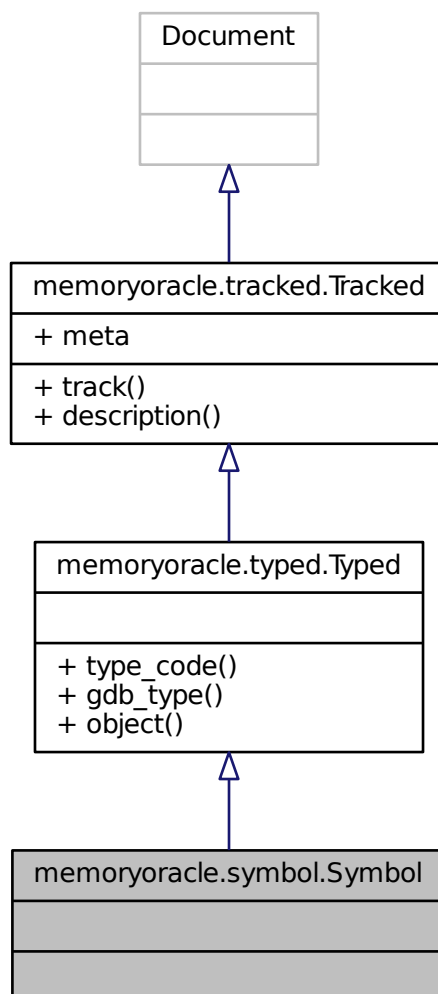 Document
memoryoracle.tracked.Tracked
+ meta
+ track()
+ description()
memoryoracle.typed.Typed
+ type_code()
+ gdb_type()
+ object()
memoryoracle.symbol.Symbol